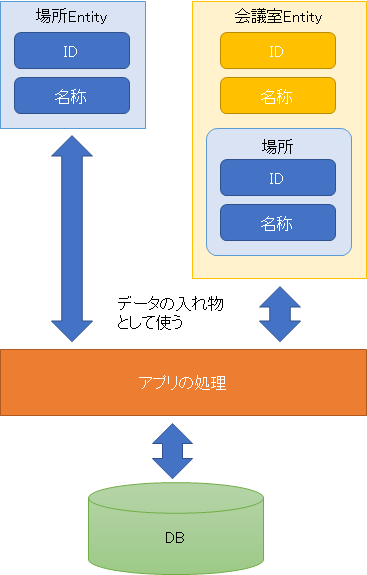 場所Entity
ID
名称
会議室Entity
ID
名称
場所
ID
名称
データの入れ物
として使う
アプリの処理
DB